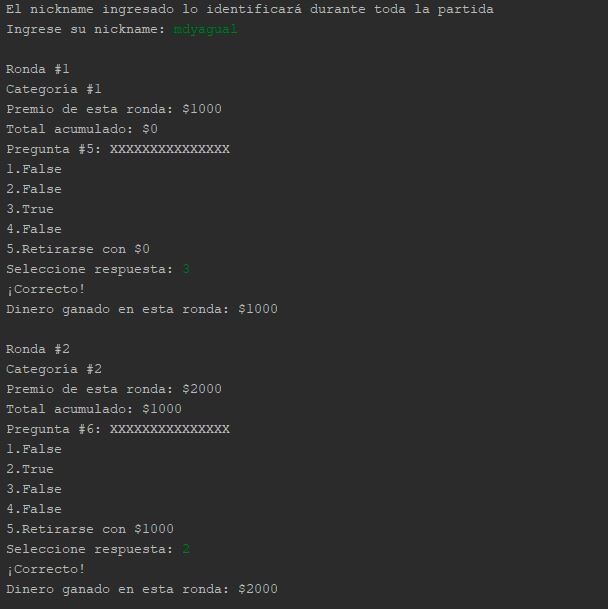 El nickname ingresado lo identificará durante toda la partida
Ingrese su nickname: mdyagual
Ronda #1
Categoría #1
Premio de esta ronda: $1000
Total acumulado: $0
Pregunta #5: XXXXXXXXXXXXXXX
1.False
2.False
3.True
4.False
5.Retirarse con $0
Seleccione respuesta: 3
¡Correcto!
Dinero ganado en esta ronda: $1000
Ronda #2
Categoría #2
Premio de esta ronda: $2000
Total acumulado: $1000
Pregunta #6: XXXXXXXXXXXXXXX
1.False
2.True
3.False
4.False
5.Retirarse con $1000
Seleccione respuesta: 2
¡Correcto!
Dinero ganado en esta ronda: $2000